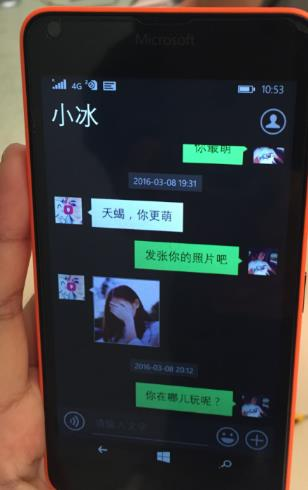 Microsoft
4G
10:53
小冰
你最萌
2016-03-08 19:31
天蝎，你更萌
发张你的照片吧
2016-03-08 20:12
你在哪儿玩呢？
请输入文字